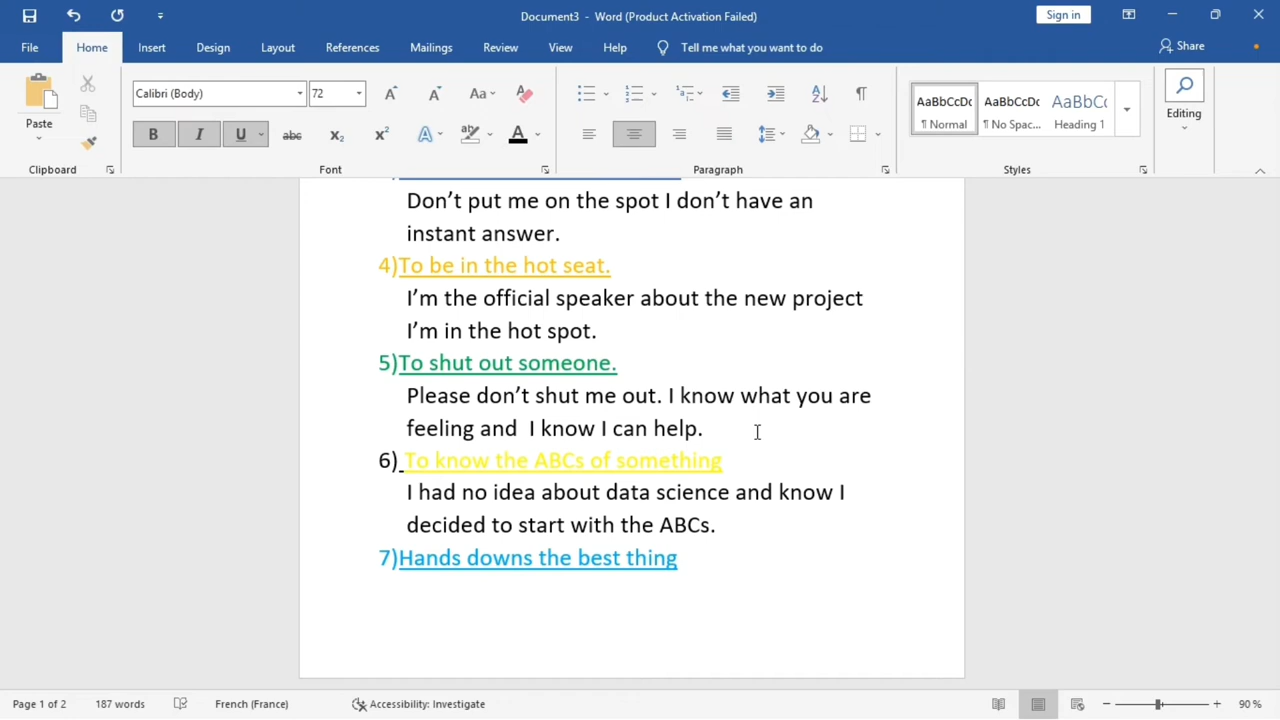 Document3 - Word (Product Activation Failed)
Sign in
File Home Insert Design Layout References Mailings Review View Help Tell me what you want to do Share
Calibri (Body) 72
Paste
AaBbCcDc AaBbCcDc AaBbCc
¶ Normal ¶ No Spac... Heading 1
Editing
Clipboard Font Paragraph Styles
Don’t put me on the spot I don’t have an
instant answer.
4)To be in the hot seat.
I’m the official speaker about the new project
I’m in the hot spot.
5)To shut out someone.
Please don’t shut me out. I know what you are
feeling and I know I can help.
6) To know the ABCs of something
I had no idea about data science and know I
decided to start with the ABCs.
7)Hands downs the best thing
Page 1 of 2 187 words French (France) Accessibility: Investigate 90 %